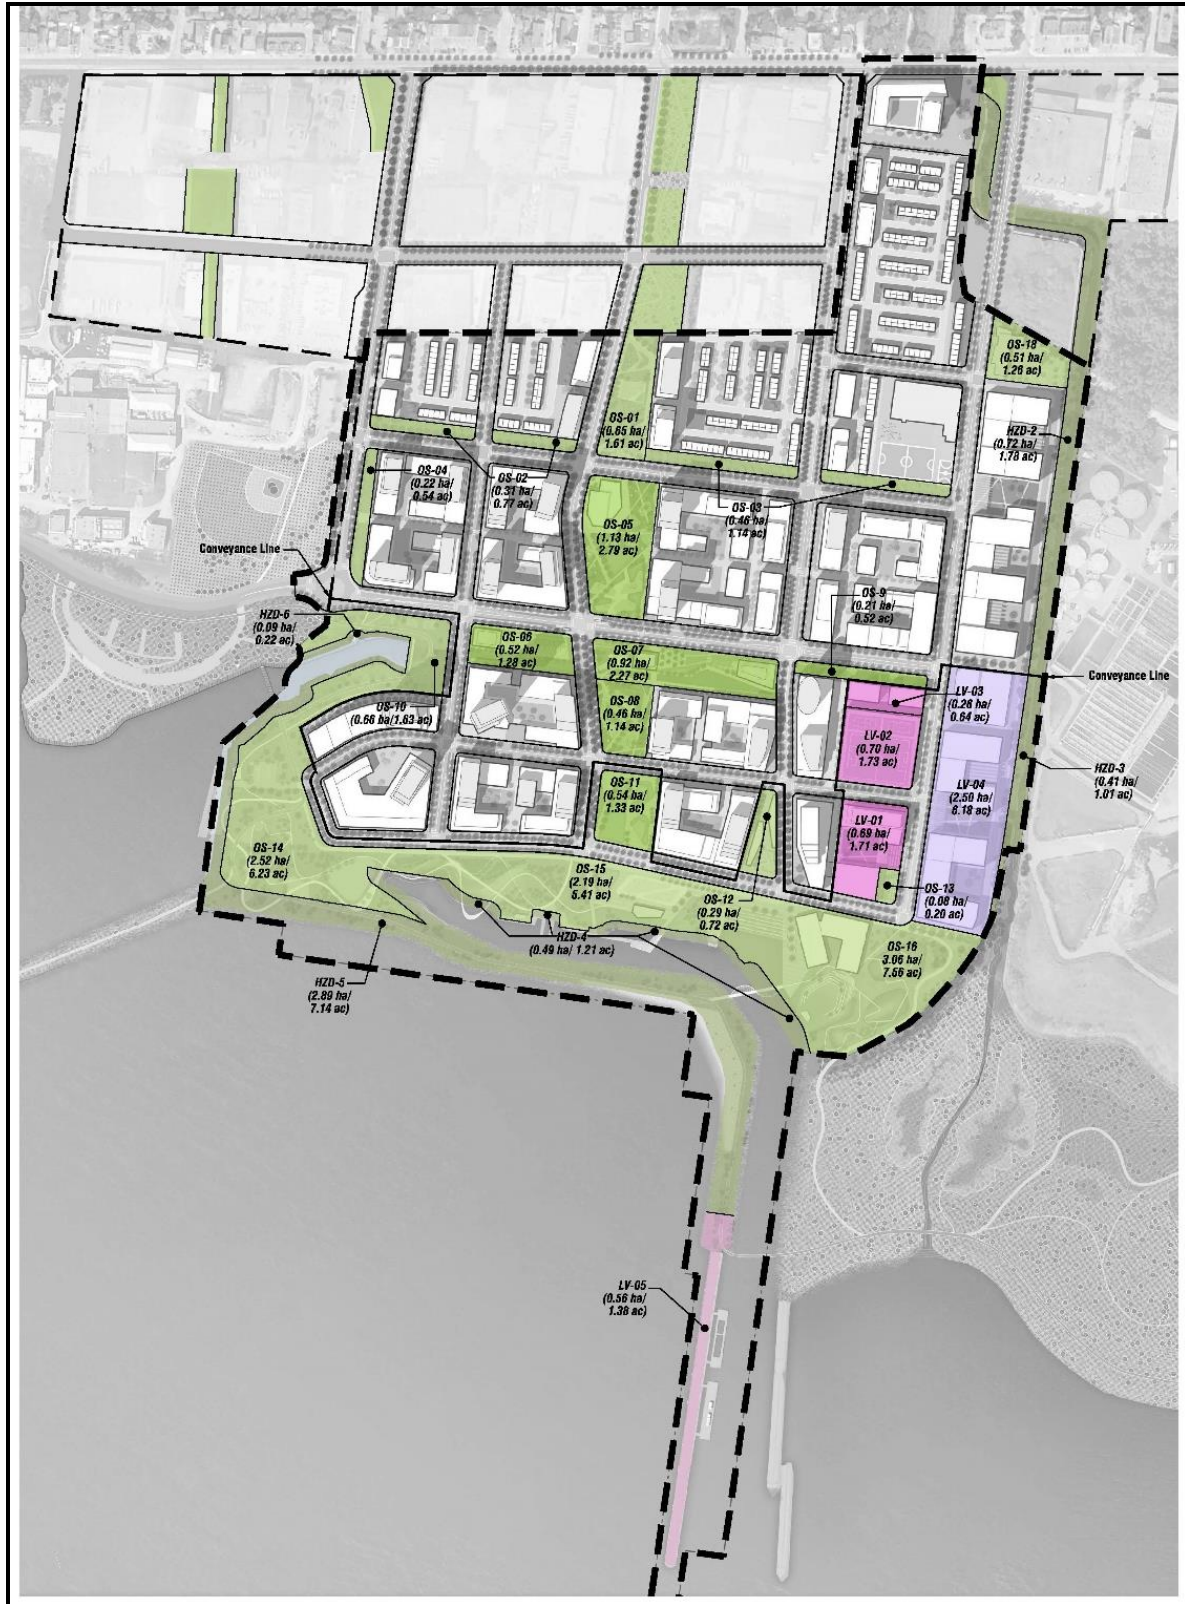 OS-18
(0.51 ha/
1.26 ac)
OS-01
(0.65 ha/
1.61 ac)
HZD-2
(0.72 ha/
1.78 ac)
OS-04
(0.22 ha/
0.54 ac)
OS-02
(0.31 ha/
0.77 ac)
OS-03
(0.46 ha/
1.14 ac)
OS-05
(1.13 ha/
2.79 ac)
Conveyance Line
OS-9
(0.21 ha/
0.52 ac)
HZD-6
(0.09 ha/
0.22 ac)
OS-06
(0.52 ha/
1.28 ac)
OS-07
(0.92 ha/
2.27 ac)
Conveyance Line
LV-03
(0.26 ha/
0.64 ac)
OS-10
(0.66 ha/1.63 ac)
OS-08
(0.46 ha/
1.14 ac)
LV-02
(0.70 ha/
1.73 ac)
HZD-3
(0.41 ha/
1.01 ac)
OS-11
(0.54 ha/
1.33 ac)
LV-04
(2.50 ha/
6.18 ac)
LV-01
(0.69 ha/
1.71 ac)
OS-14
(2.52 ha/
6.23 ac)
OS-15
(2.19 ha/
5.41 ac)
OS-12
(0.29 ha/
0.72 ac)
OS-13
(0.08 ha/
0.20 ac)
HZD-4
(0.49 ha/ 1.21 ac)
OS-16
3.06 ha/
7.56 ac)
HZD-5
(2.89 ha/
7.14 ac)
LV-05
(0.56 ha/
1.38 ac)